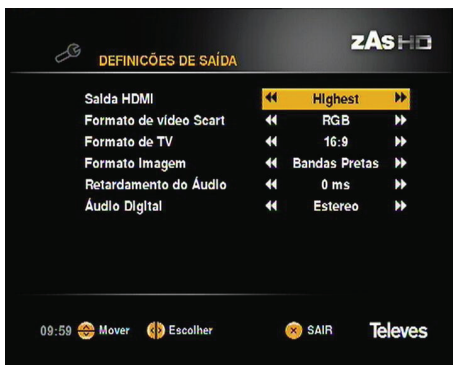 zAs HD
DEFINIÇÕES DE SAÍDA
Saída HDMI Highest
Formato de vídeo Scart RGB
Formato de TV 16:9
Formato Imagem Bandas Pretas
Retardamento do Áudio 0 ms
Áudio Digital Estereo
09:59 Mover Escolher SAIR Televes